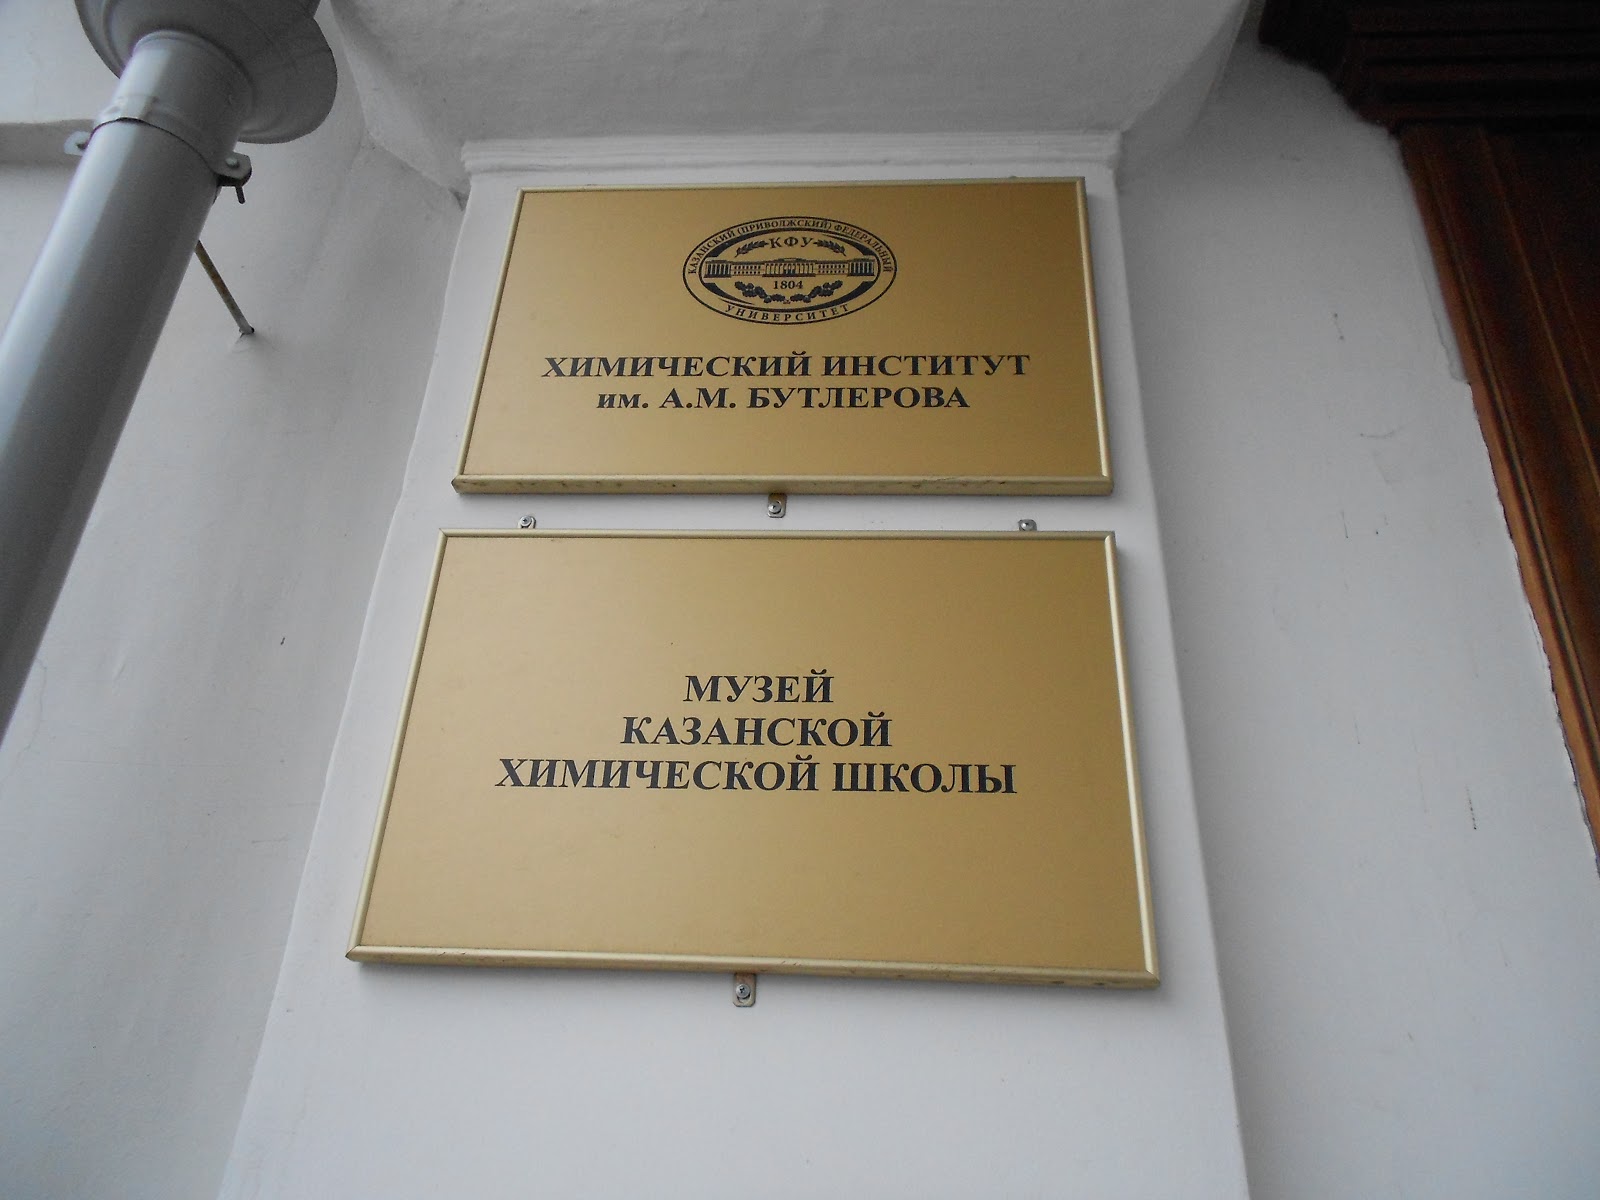 КАЗАНСКИЙ (ПРИВОЛЖСКИЙ) ФЕДЕРАЛЬНЫЙ
КФУ
1804
УНИВЕРСИТЕТ
ХИМИЧЕСКИЙ ИНСТИТУТ
им. А.М. БУТЛЕРОВА
МУЗЕЙ
КАЗАНСКОЙ
ХИМИЧЕСКОЙ ШКОЛЫ